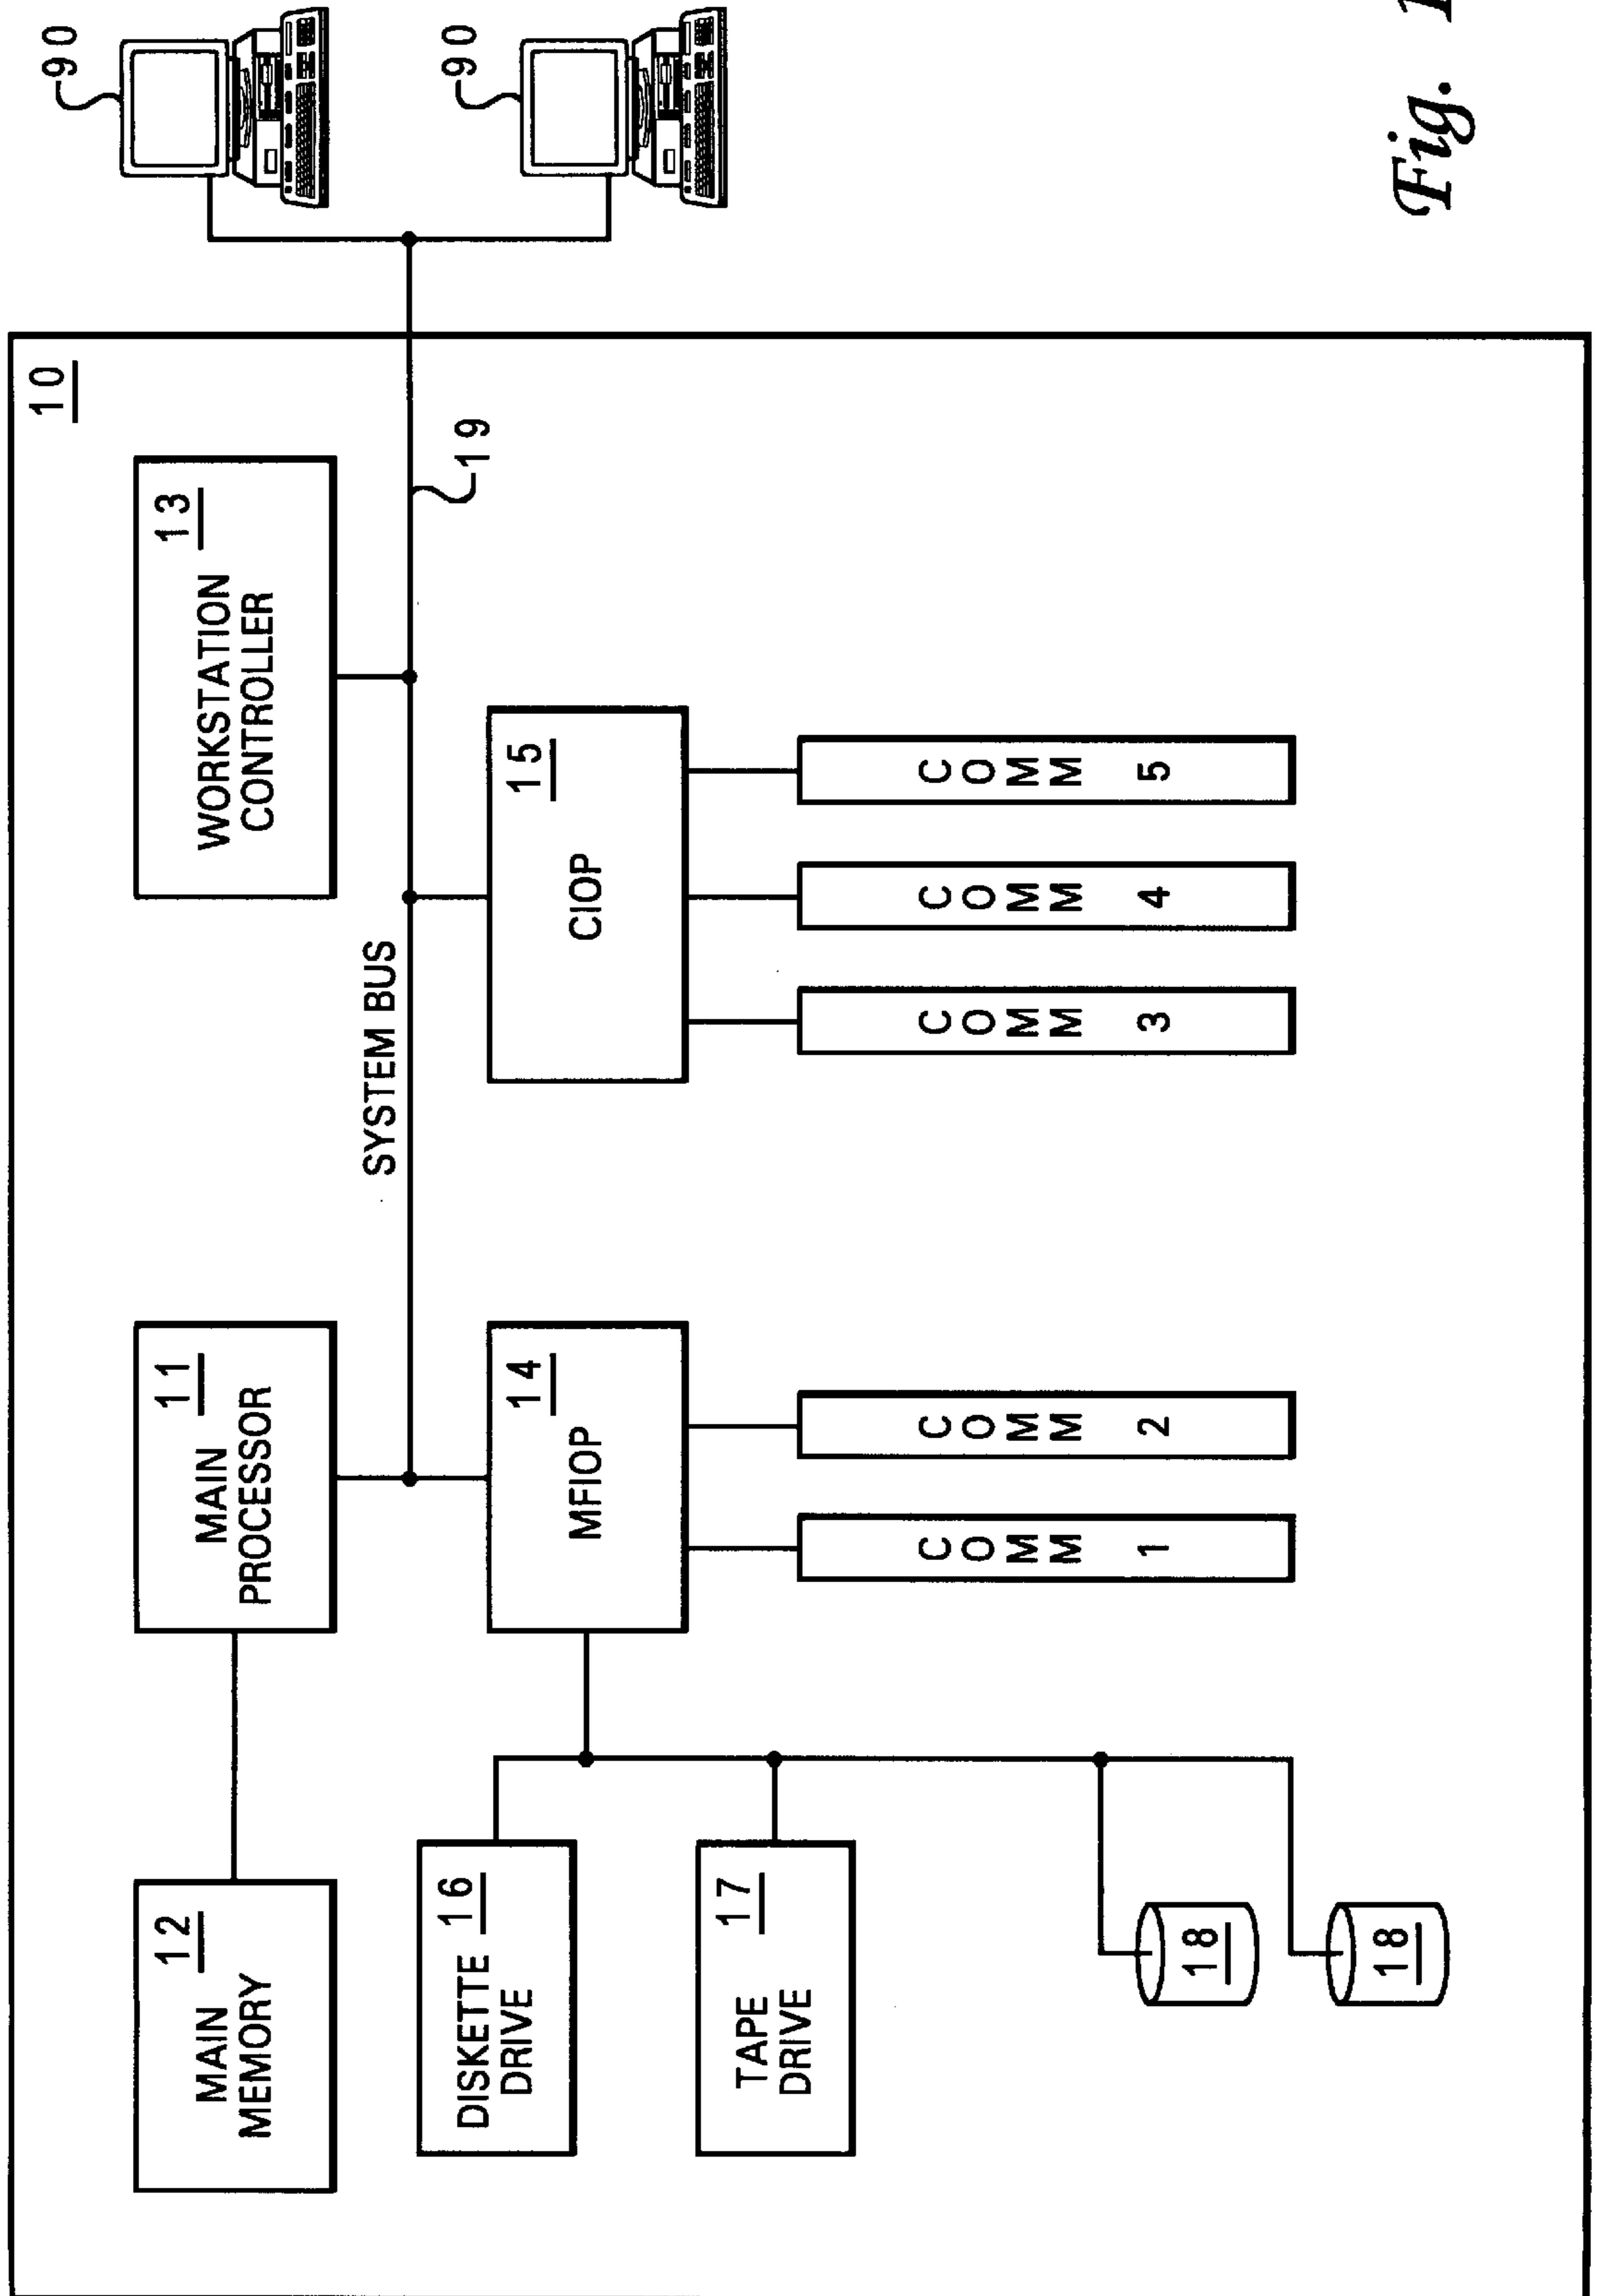 10
MAIN
MEMORY
12
MAIN
PROCESSOR
11
WORKSTATION
CONTROLLER
13
90
SYSTEM BUS
19
90
DISKETTE
DRIVE
16
MFIOP
14
CIOP
15
TAPE
DRIVE
17
COMM 1
COMM 2
COMM 3
COMM 4
COMM 5
18
18
Fig. 1